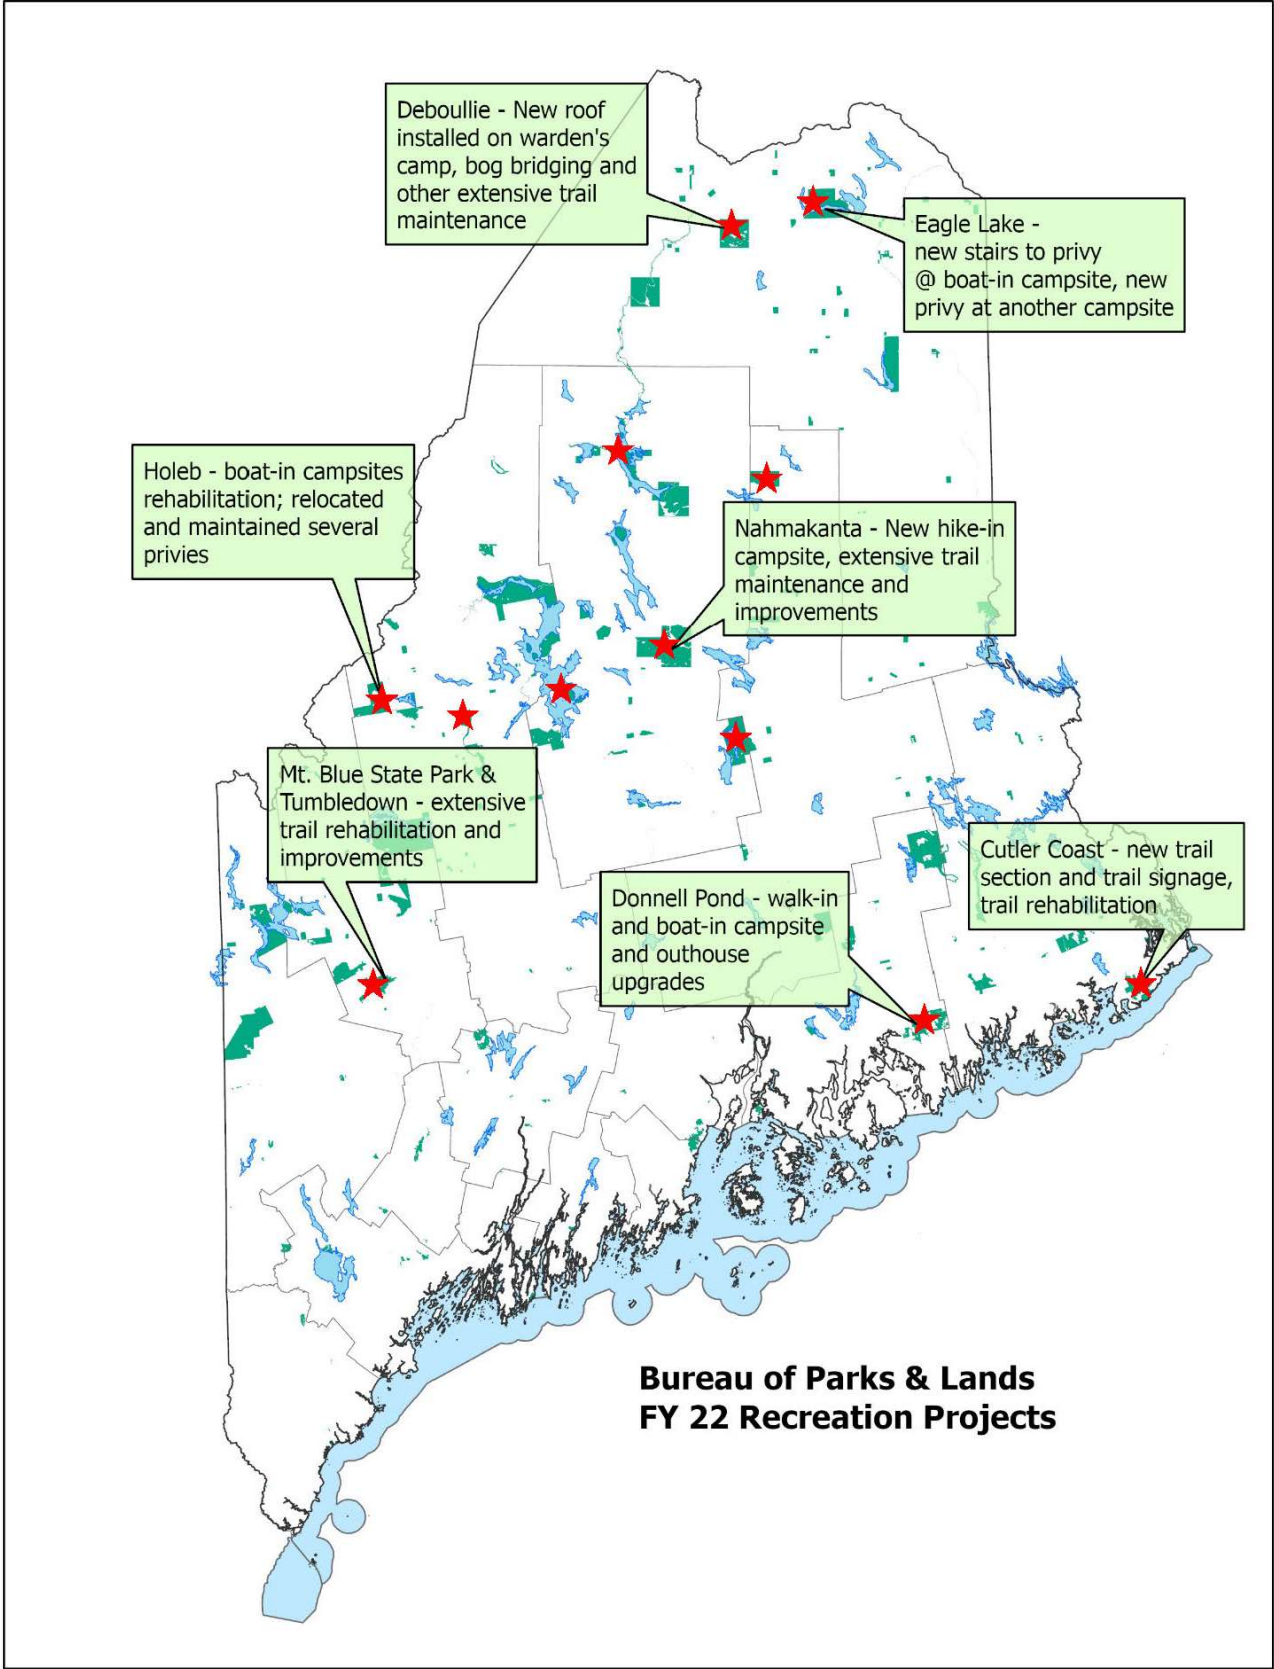 Deboullie - New roof
installed on warden's
camp, bog bridging and
other extensive trail
maintenance
Eagle Lake -
new stairs to privy
@ boat-in campsite, new
privy at another campsite
Holeb - boat-in campsites
rehabilitation; relocated
and maintained several
privies
Nahmakanta - New hike-in
campsite, extensive trail
maintenance and
improvements
Mt. Blue State Park &
Tumbledown - extensive
trail rehabilitation and
improvements
Donnell Pond - walk-in
and boat-in campsite
and outhouse
upgrades
Cutler Coast - new trail
section and trail signage,
trail rehabilitation
Bureau of Parks & Lands
FY 22 Recreation Projects